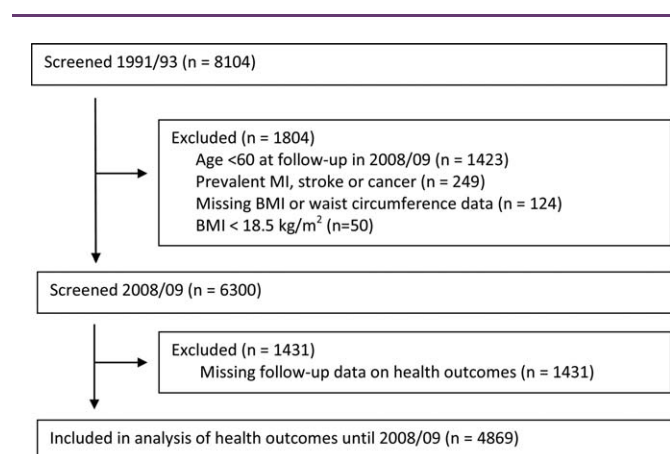 Screened 1991/93 (n = 8104)
Excluded (n = 1804)
Age <60 at follow-up in 2008/09 (n = 1423)
Prevalent MI, stroke or cancer (n = 249)
Missing BMI or waist circumference data (n = 124)
BMI < 18.5 kg/m² (n=50)
Screened 2008/09 (n = 6300)
Excluded (n = 1431)
Missing follow-up data on health outcomes (n = 1431)
Included in analysis of health outcomes until 2008/09 (n = 4869)